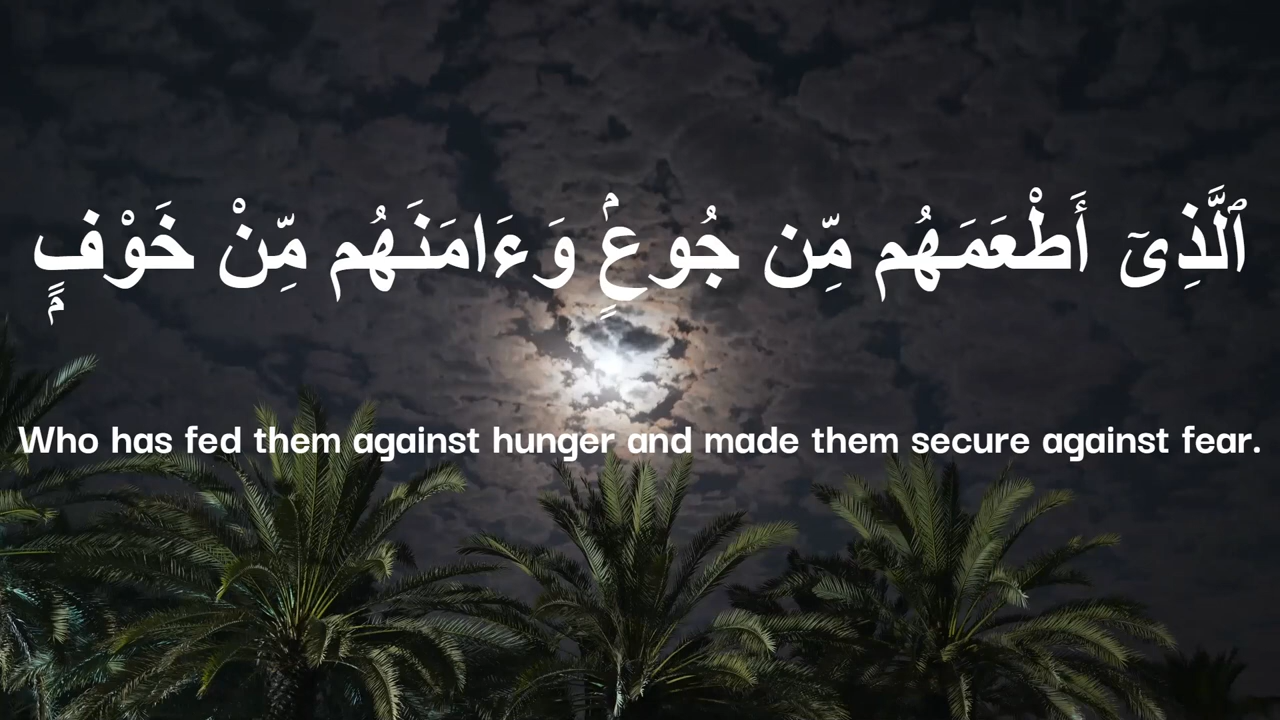 ٱلَّذِىٓ أَطْعَمَهُم مِّن جُوعٍۢ وَءَامَنَهُم مِّنْ خَوْفٍۭ
Who has fed them against hunger and made them secure against fear.